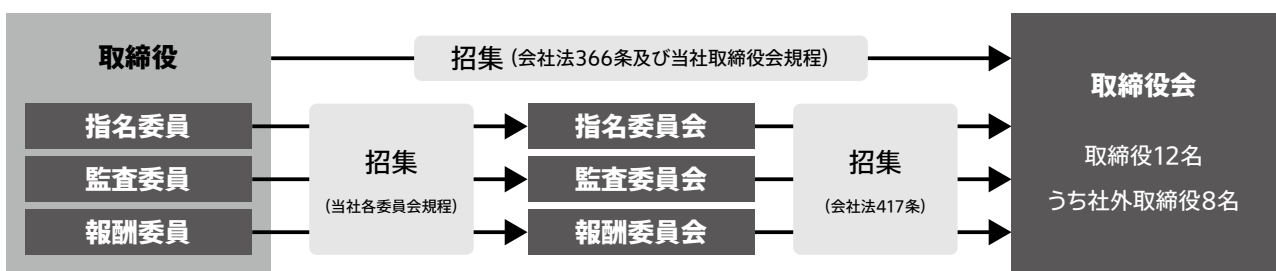 取締役
招集（会社法366条及び当社取締役会規程）
指名委員
監査委員
報酬委員
招集
（当社各委員会規程）
指名委員会
監査委員会
報酬委員会
招集
（会社法417条）
取締役会
取締役12名
うち社外取締役8名